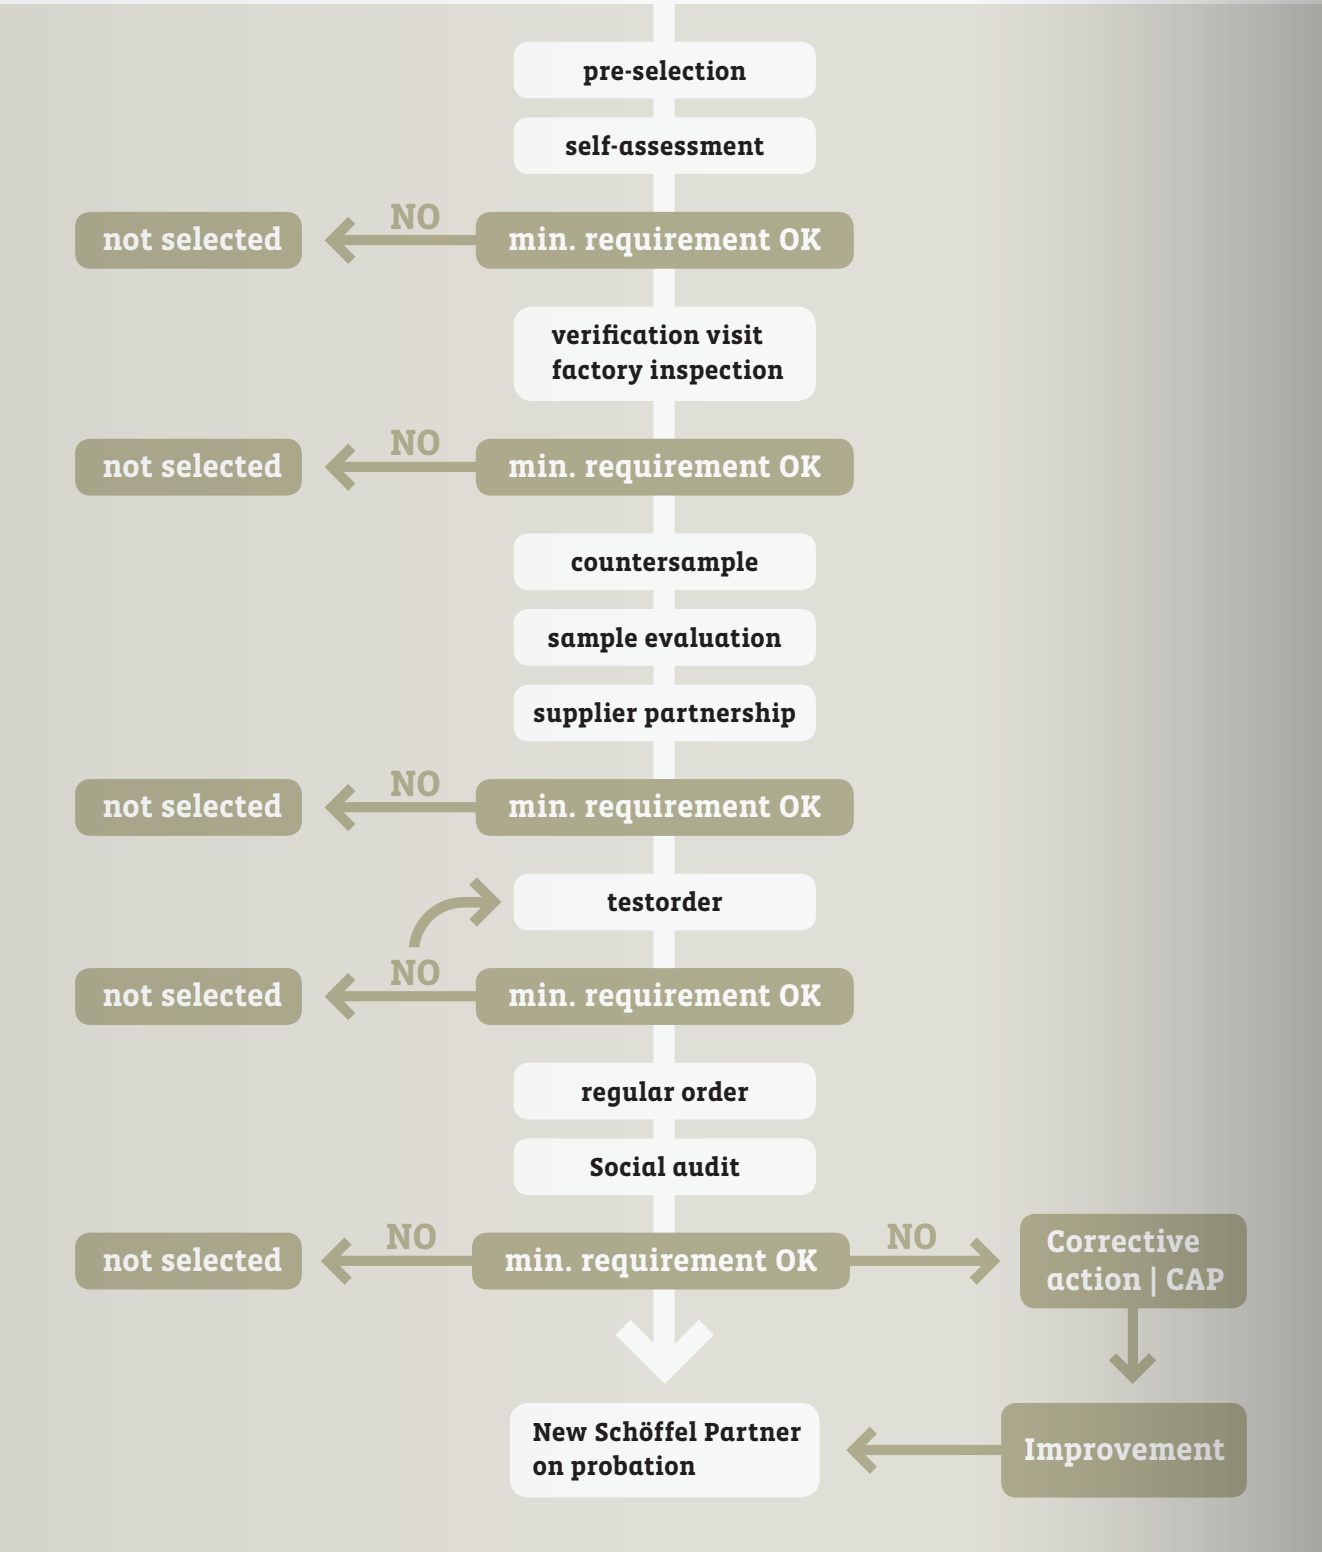 pre-selection
self-assessment
NO
not selected
min. requirement OK
verification visit
factory inspection
NO
not selected
min. requirement OK
countersample
sample evaluation
supplier partnership
NO
not selected
min. requirement OK
testorder
NO
not selected
min. requirement OK
regular order
Social audit
NO
NO
not selected
min. requirement OK
Corrective
action | CAP
New Schöffel Partner
on probation
Improvement